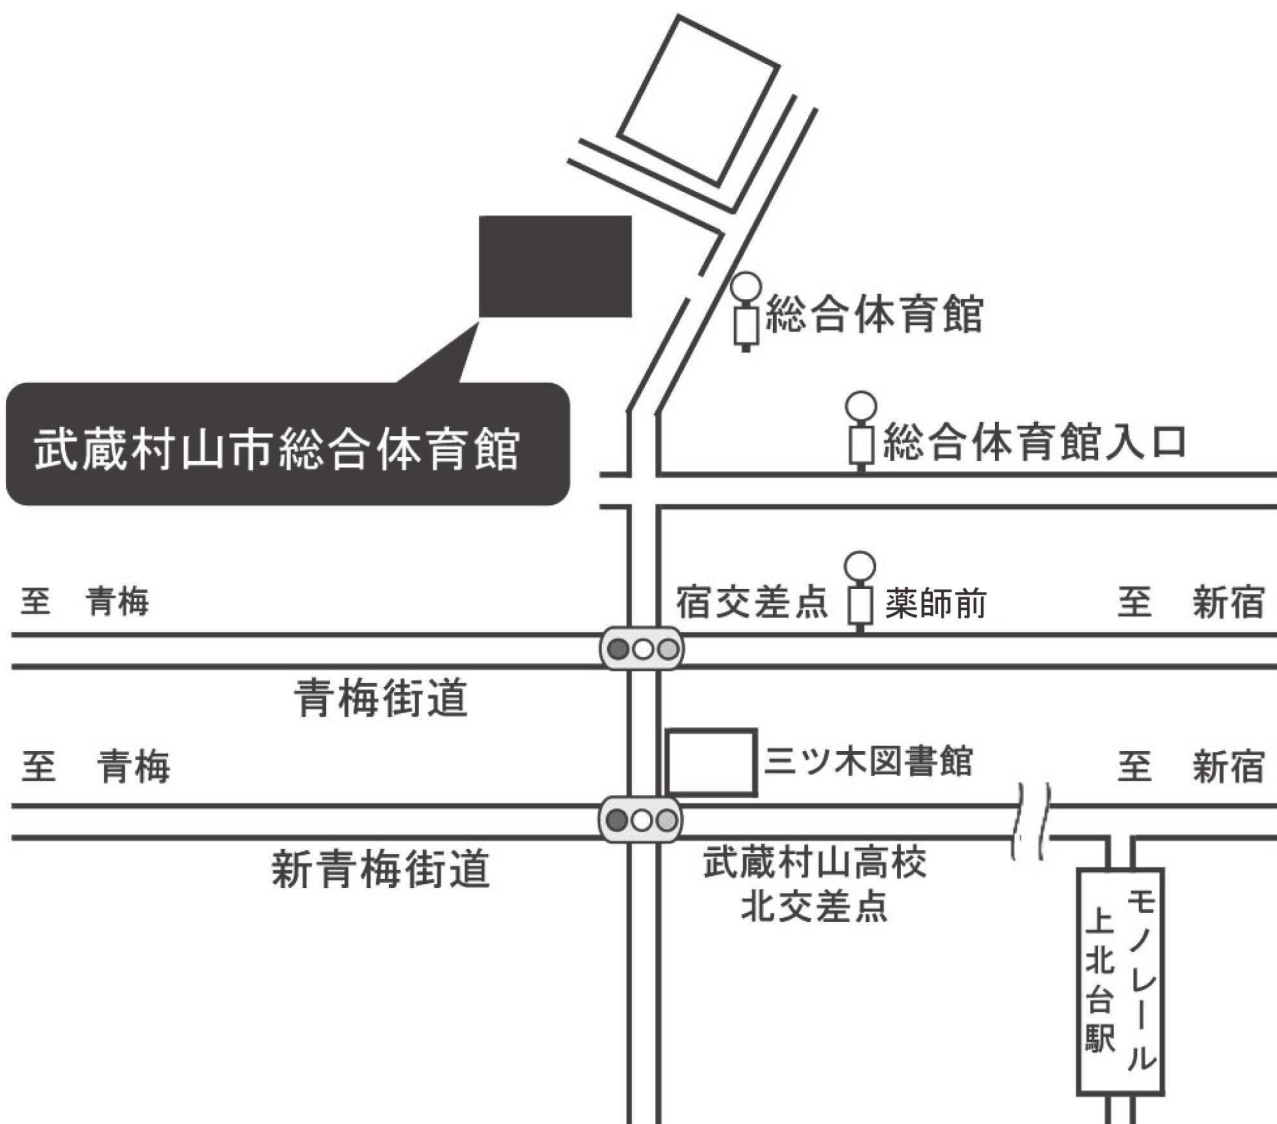 総合体育館
武蔵村山市総合体育館
総合体育館入口
至 青梅
宿交差点
薬師前
至 新宿
青梅街道
至 青梅
三ツ木図書館
至 新宿
新青梅街道
武蔵村山高校
北交差点
モノレール
上北台駅